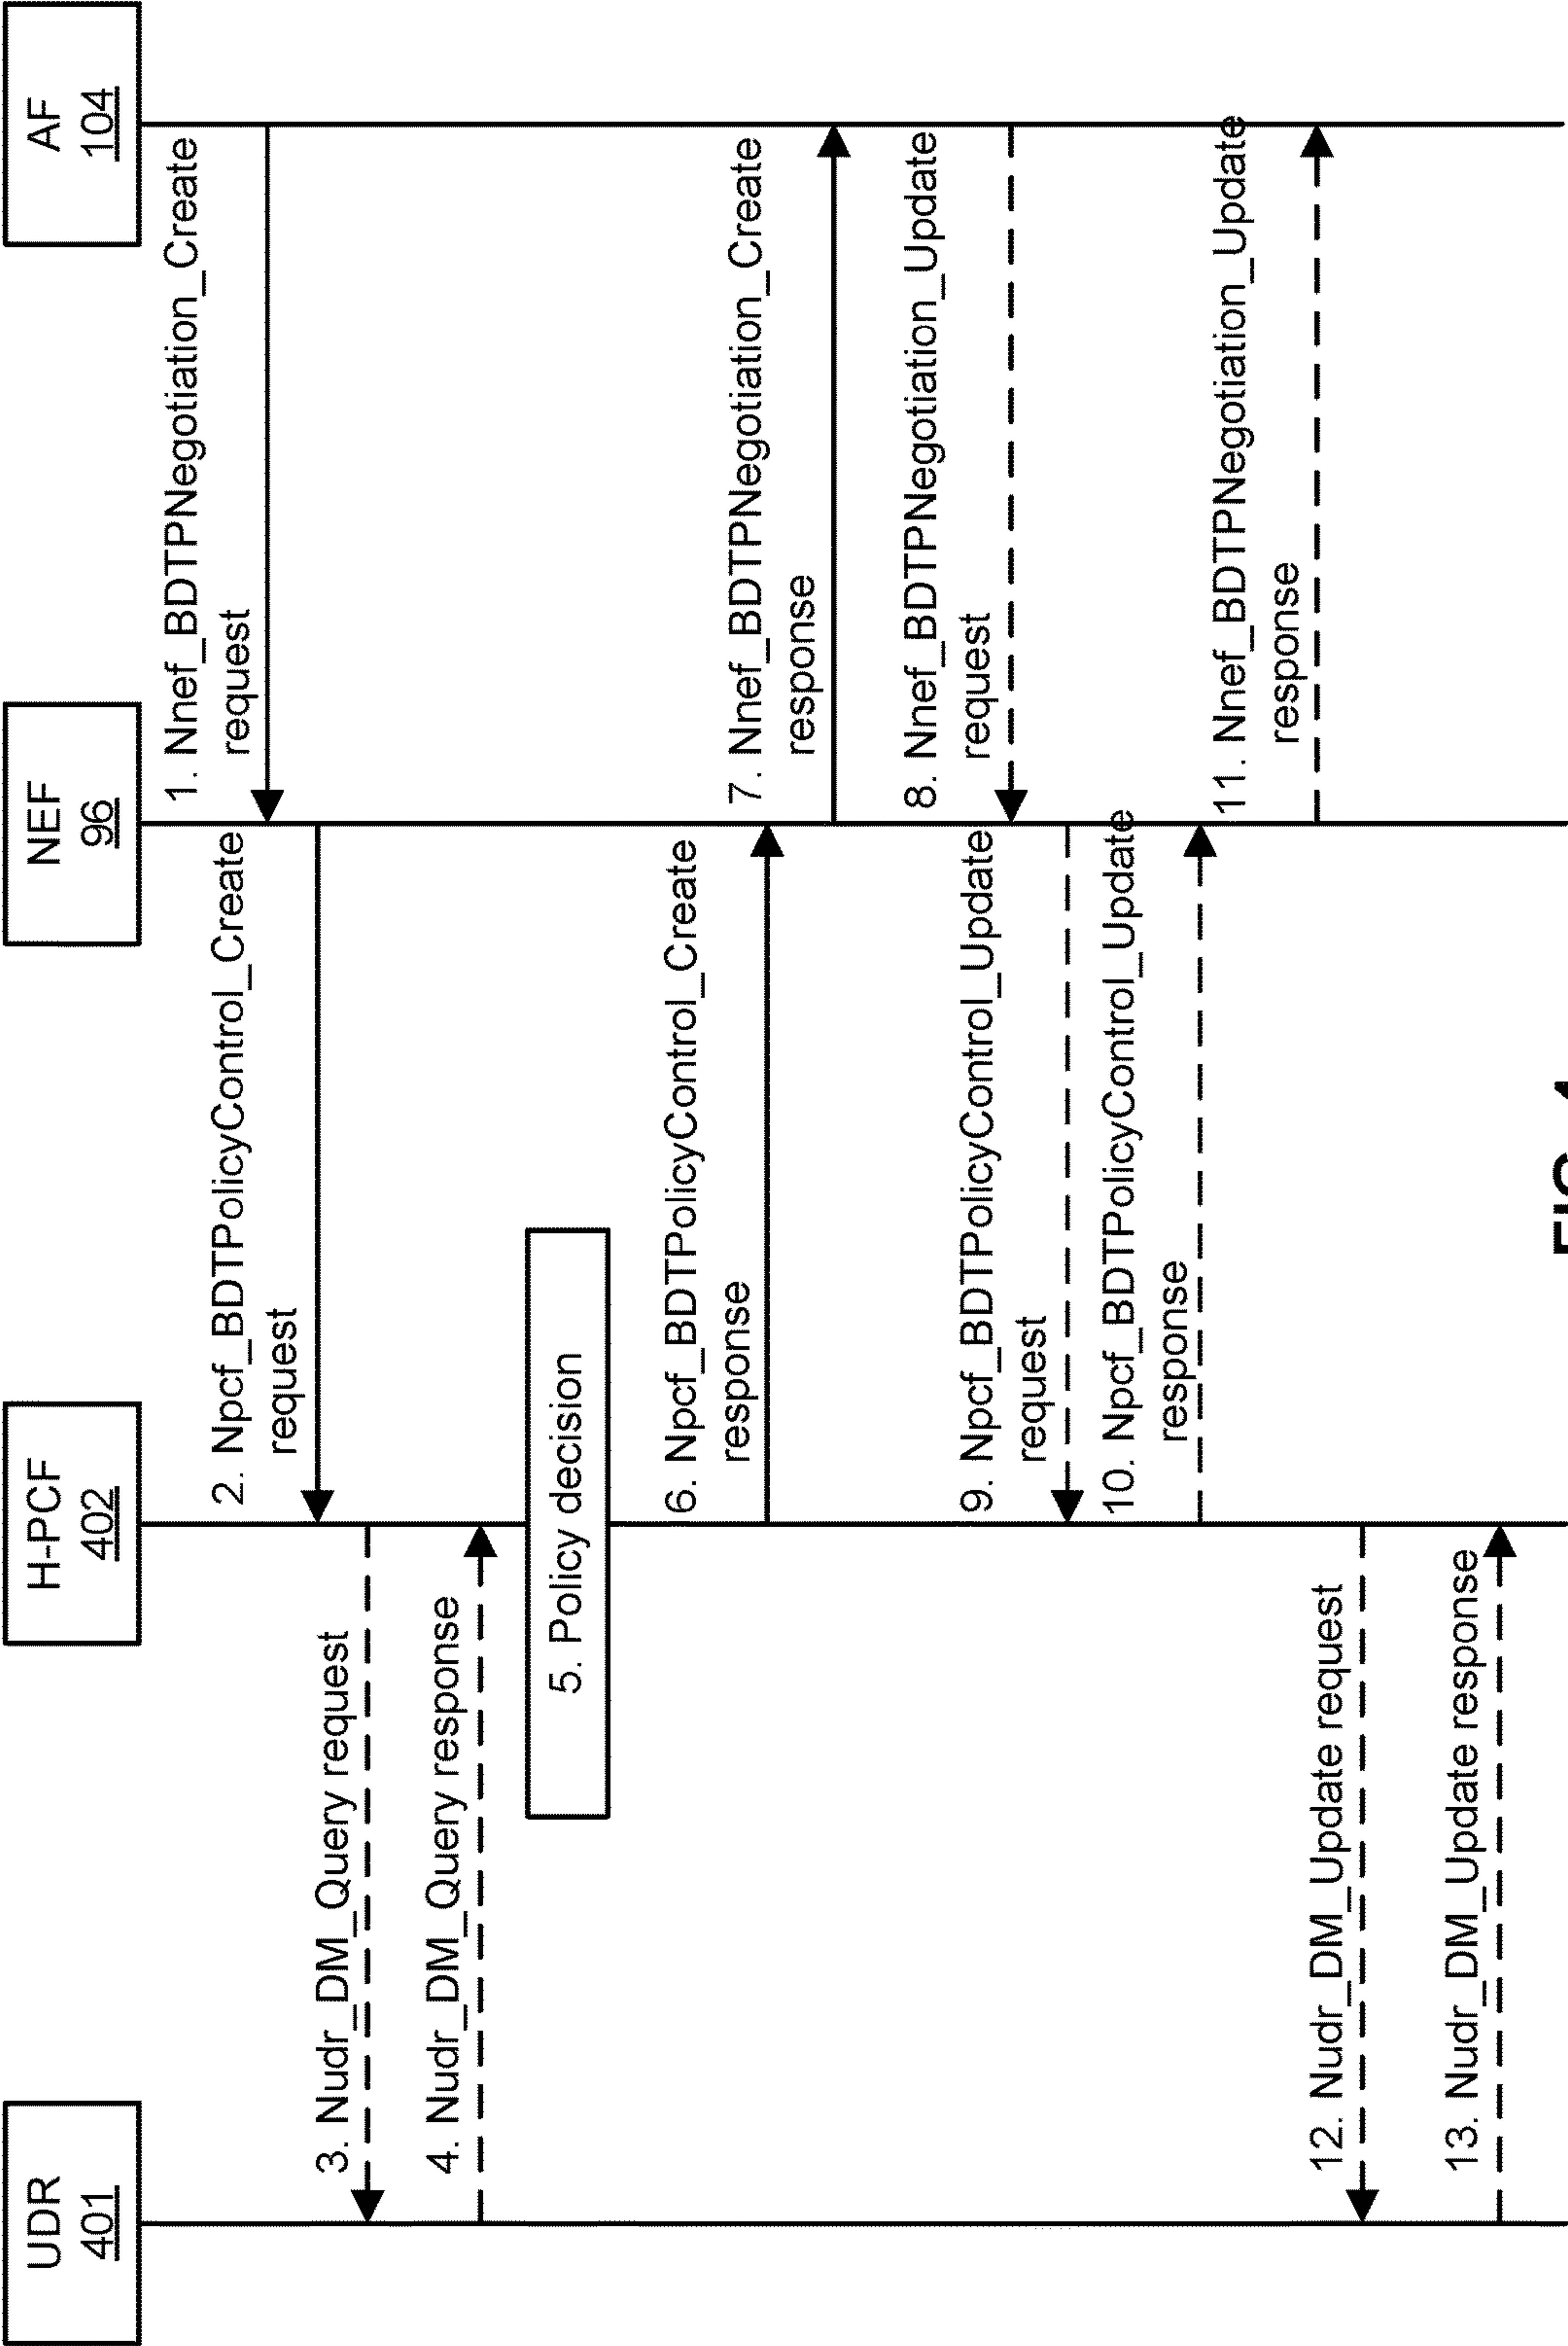 UDR
401
H-PCF
402
NEF
96
AF
104
1. Nnef_BDTPNegotiation_Create
request
2. Npcf_BDTPolicyControl_Create
request
3. Nudr_DM_Query request
4. Nudr_DM_Query response
5. Policy decision
6. Npcf_BDTPolicyControl_Create
response
7. Nnef_BDTPNegotiation_Create
response
8. Nnef_BDTPNegotiation_Update
request
9. Npcf_BDTPolicyControl_Update
request
10. Npcf_BDTPolicyControl_Update
response
11. Nnef_BDTPNegotiation_Update
response
12. Nudr_DM_Update request
13. Nudr_DM_Update response